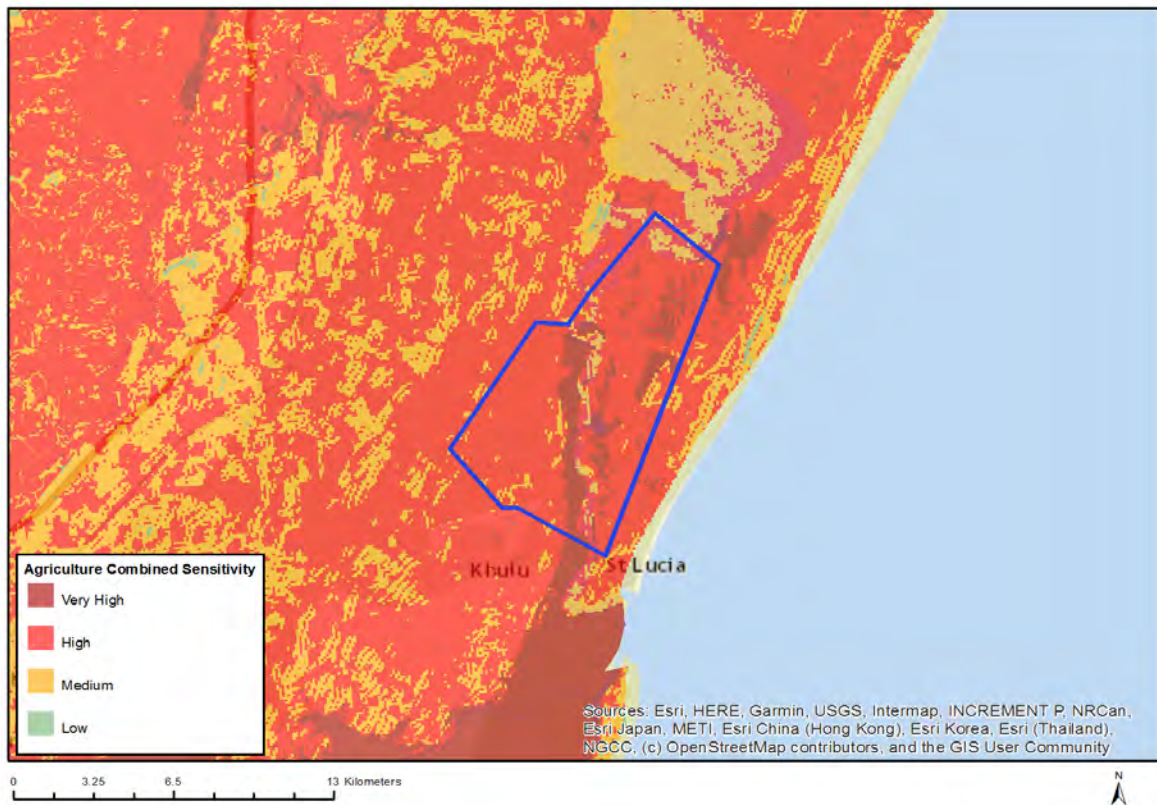 Khulu
St Lucia
Agriculture Combined Sensitivity
Very High
High
Medium
Low
Sources: Esri, HERE, Garmin, USGS, Intermap, INCREMENT P, NRCan,
Esri Japan, METI, Esri China (Hong Kong), Esri Korea, Esri (Thailand),
NGCC, (c) OpenStreetMap contributors, and the GIS User Community
0 3.25 6.5 13 Kilometers
N